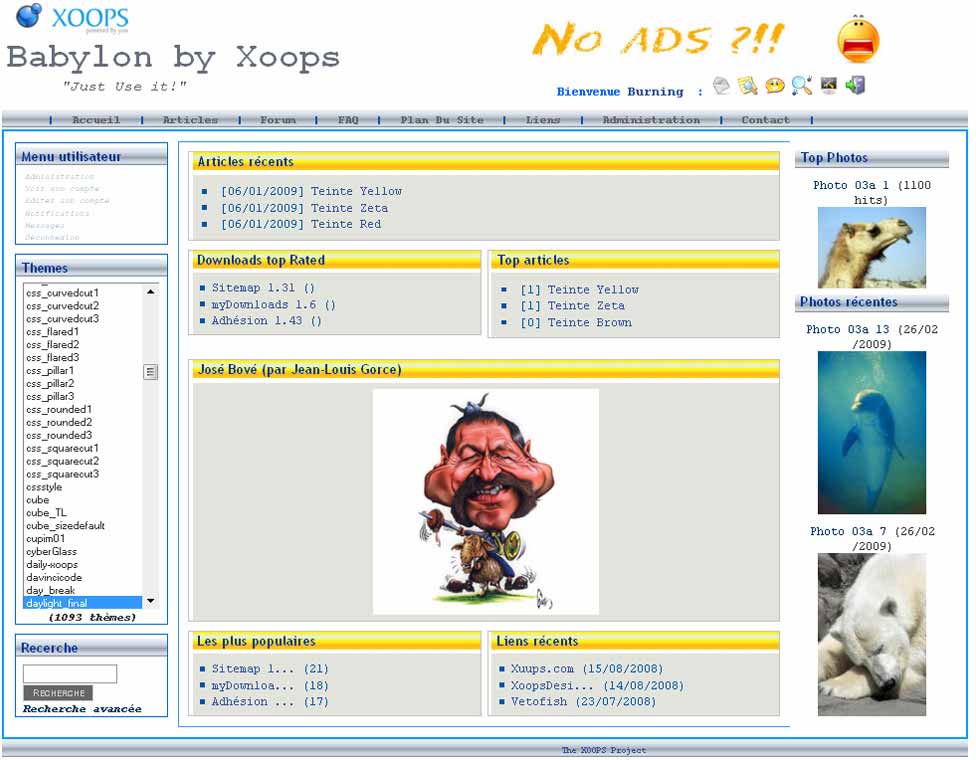 XOOPS
powered by you
Babylon by Xoops
"Just Use it!"
No ADS ?!!
Bienvenue Burning :
Accueil
Articles
Forum
FAQ
Plan Du Site
Liens
Administration
Contact
Menu utilisateur
Administration
Voir son compte
Editer son compte
Notifications
Messages
Déconnexion
Themes
css_curvedcut1
css_curvedcut2
css_curvedcut3
css_flared1
css_flared2
css_flared3
css_pillar1
css_pillar2
css_pillar3
css_rounded1
css_rounded2
css_rounded3
css_squarecut1
css_squarecut2
css_squarecut3
cssstyle
cube
cube_TL
cube_sizedefault
cupim01
cyberGlass
daily-xoops
davincicode
day_break
daylight_final
(1093 thèmes)
Recerche
Recherche
Recherche avancée
Articles récents
[06/01/2009] Teinte Yellow
[06/01/2009] Teinte Zeta
[06/01/2009] Teinte Red
Downloads top Rated
Sitemap 1.31 ()
myDownloads 1.6 ()
Adhésion 1.43 ()
Top articles
[1] Teinte Yellow
[1] Teinte Zeta
[0] Teinte Brown
José Bové (par Jean-Louis Gorce)
Les plus populaires
Sitemap 1... (21)
myDownloa... (18)
Adhésion ... (17)
Liens récents
Xuups.com (15/08/2008)
XoopsDesi... (14/08/2008)
Vetofish (23/07/2008)
Top Photos
Photo 03a 1 (1100
hits)
Photos récentes
Photo 03a 13 (26/02
/2009)
Photo 03a 7 (26/02
/2009)
The XOOPS Project